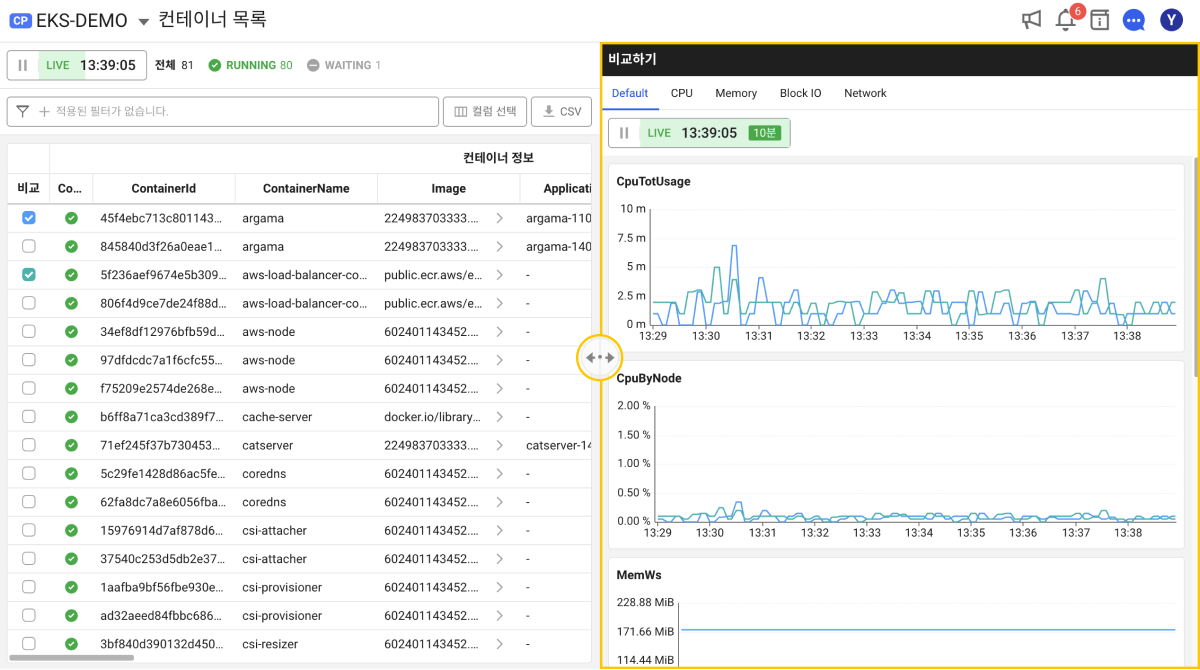 CP EKS-DEMO 컨테이너 목록
6
Y
LIVE 13:39:05 전체 81 RUNNING 80 WAITING 1
적용된 필터가 없습니다. 컬럼 선택 CSV
컨테이너 정보
비교 Co... ContainerId ContainerName Image Applicati
45f4ebc713c801143... argama 224983703333.... argama-110
845840d3f26a0eae1... argama 224983703333.... argama-140
5f236aef9674e5b309... aws-load-balancer-co... public.ecr.aws/e... -
806f4d9ce7de24f88d... aws-load-balancer-co... public.ecr.aws/e... -
34ef8df12976bfb59d... aws-node 602401143452.... -
97dfdcdc7a1f6cfc55... aws-node 602401143452.... -
f75209e2574de268e... aws-node 602401143452.... -
b6ff8a71ca3cd389f7... cache-server docker.io/library... -
71ef245f37b730453... catserver 224983703333.... catserver-14
5c29fe1428d86ac5fe... coredns 602401143452.... -
62fa8dc7a8e6056fba... coredns 602401143452.... -
15976914d7af878d6... csi-attacher 602401143452.... -
37540c253d5db2e37... csi-attacher 602401143452.... -
1aafba9bf56fbe930e... csi-provisioner 602401143452.... -
ad32aeed84fbbc686... csi-provisioner 602401143452.... -
3bf840d390132d450... csi-resizer 602401143452.... -
비교하기
Default CPU Memory Block IO Network
LIVE 13:39:05 10분
CpuTotUsage
10 m
7.5 m
5 m
2.5 m
0 m
13:29 13:30 13:31 13:32 13:33 13:34 13:35 13:36 13:37 13:38
CpuByNode
2.00 %
1.50 %
1.00 %
0.50 %
0.00 %
13:29 13:30 13:31 13:32 13:33 13:34 13:35 13:36 13:37 13:38
MemWs
228.88 MiB
171.66 MiB
114.44 MiB